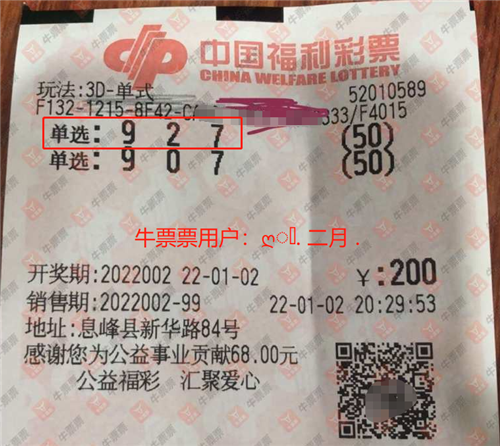 中国福利彩票
CHINA WELFARE LOTTERY
玩法:3D-单式 52010589
F132-1215-8F42-C 333/F4015
单选: 9 2 7 (50)
单选: 9 0 7 (50)
牛票票用户: . 二月 .
开奖期:2022002 22-01-02 ¥:200
销售期:2022002-99 22-01-02 20:29:53
地址:息烽县新华路84号
感谢您为公益事业贡献68.00元
公益福彩 汇聚爱心